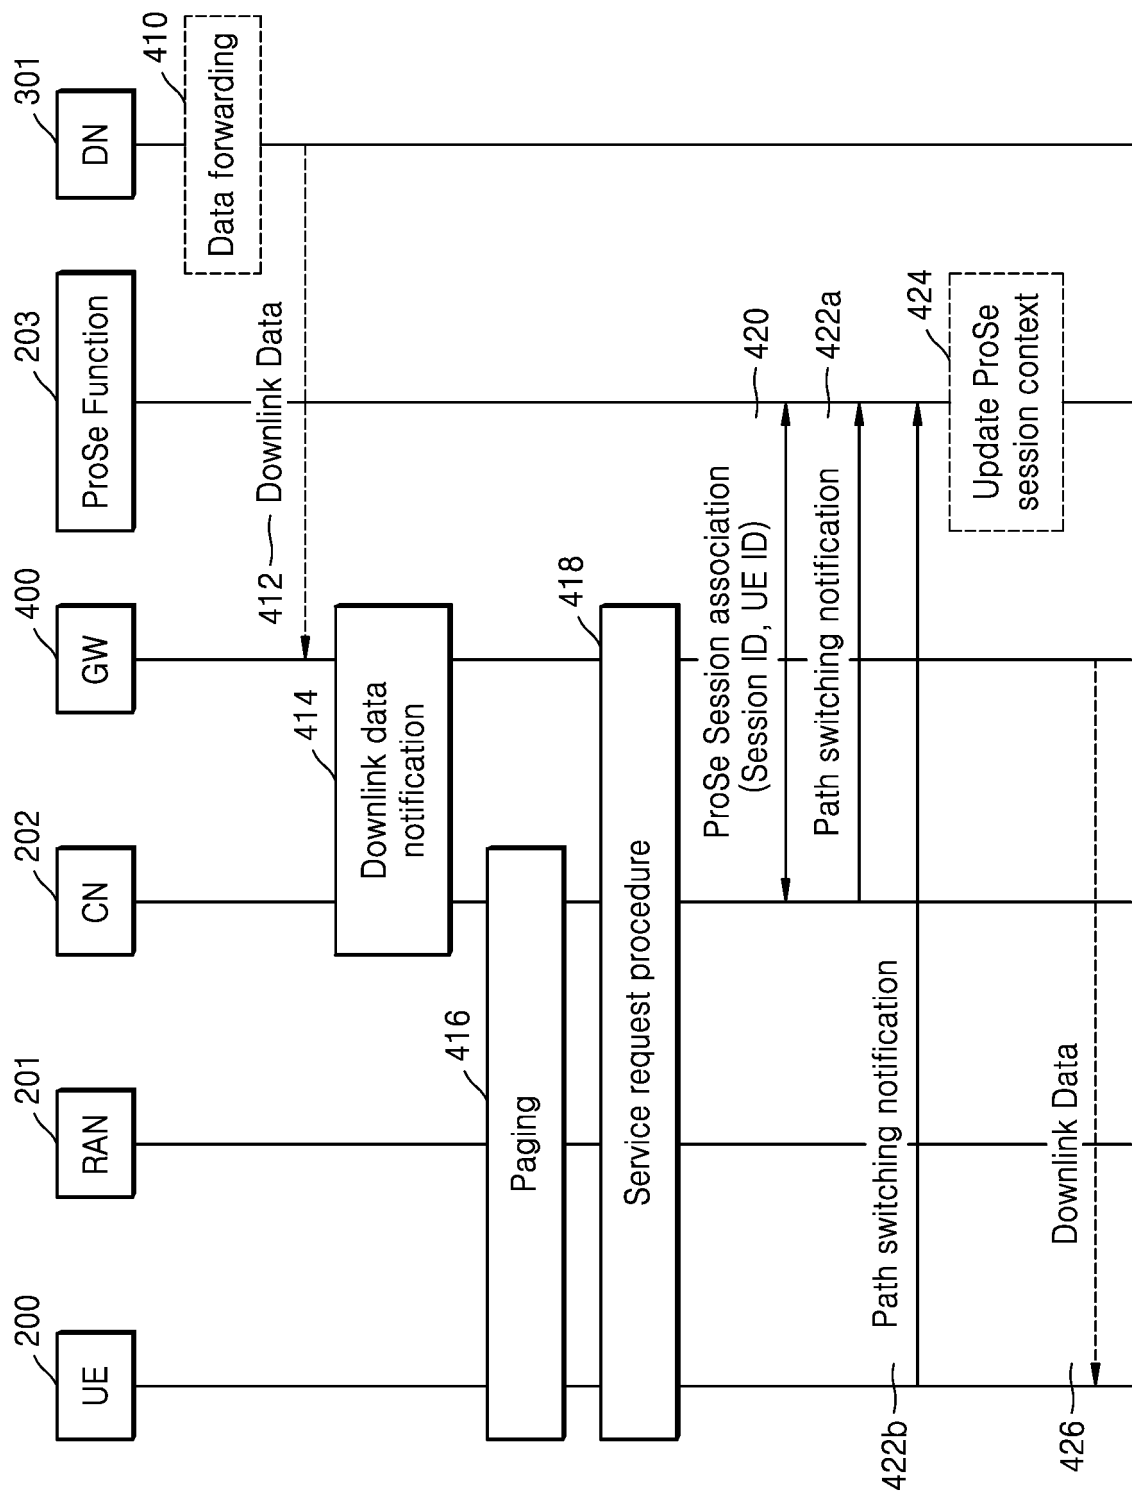 200
UE
201
RAN
202
CN
400
GW
203
ProSe Function
301
DN
410
Data forwarding
412
Downlink Data
414
Downlink data
notification
416
Paging
418
Service request procedure
420
ProSe Session association
(Session ID, UE ID)
422a
Path switching notification
422b
Path switching notification
424
Update ProSe
session context
426
Downlink Data